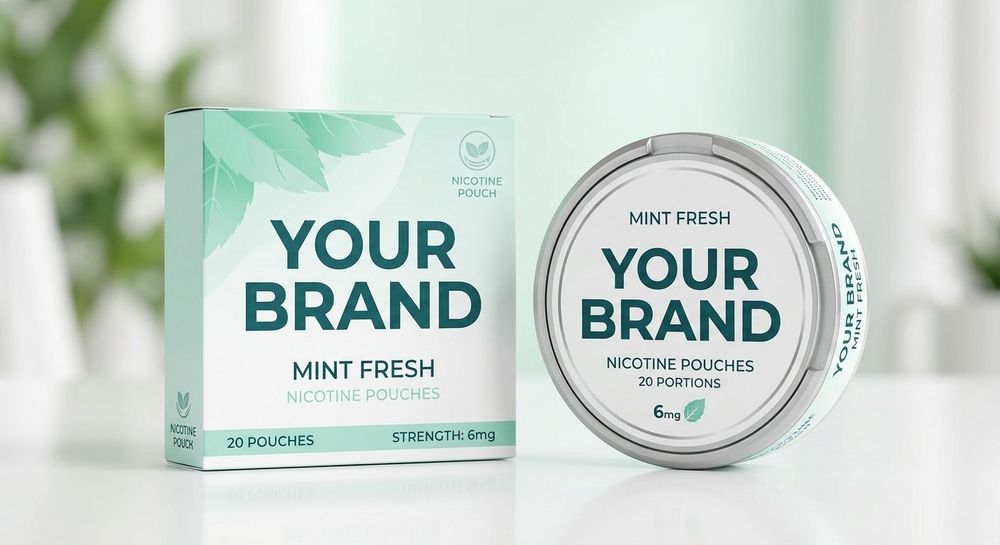 NICOTINE
POUCH
YOUR
BRAND
MINT FRESH
NICOTINE POUCHES
20 POUCHES
STRENGTH: 6mg
NICOTINE
POUCH
MINT FRESH
YOUR
BRAND
NICOTINE POUCHES
20 PORTIONS
6mg
YOUR BRAND
MINT FRESH